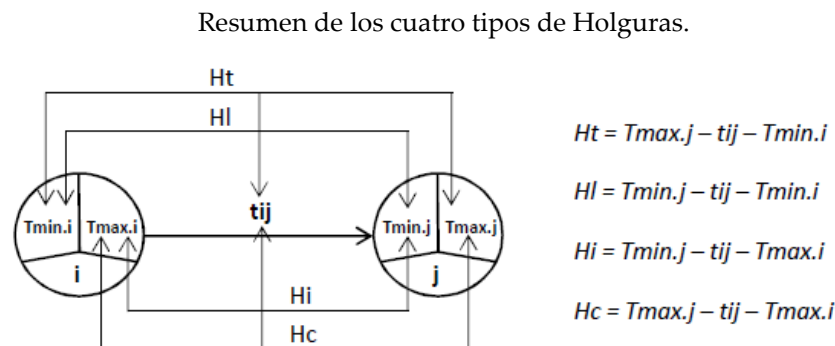 Resumen de los cuatro tipos de Holguras.
Ht
Hl
Tmin.i
Tmax.i
i
tij
Tmin.j
Tmax.j
j
Hi
Hc
Ht = Tmax.j – tij – Tmin.i
Hl = Tmin.j – tij – Tmin.i
Hi = Tmin.j – tij – Tmax.i
Hc = Tmax.j – tij – Tmax.i